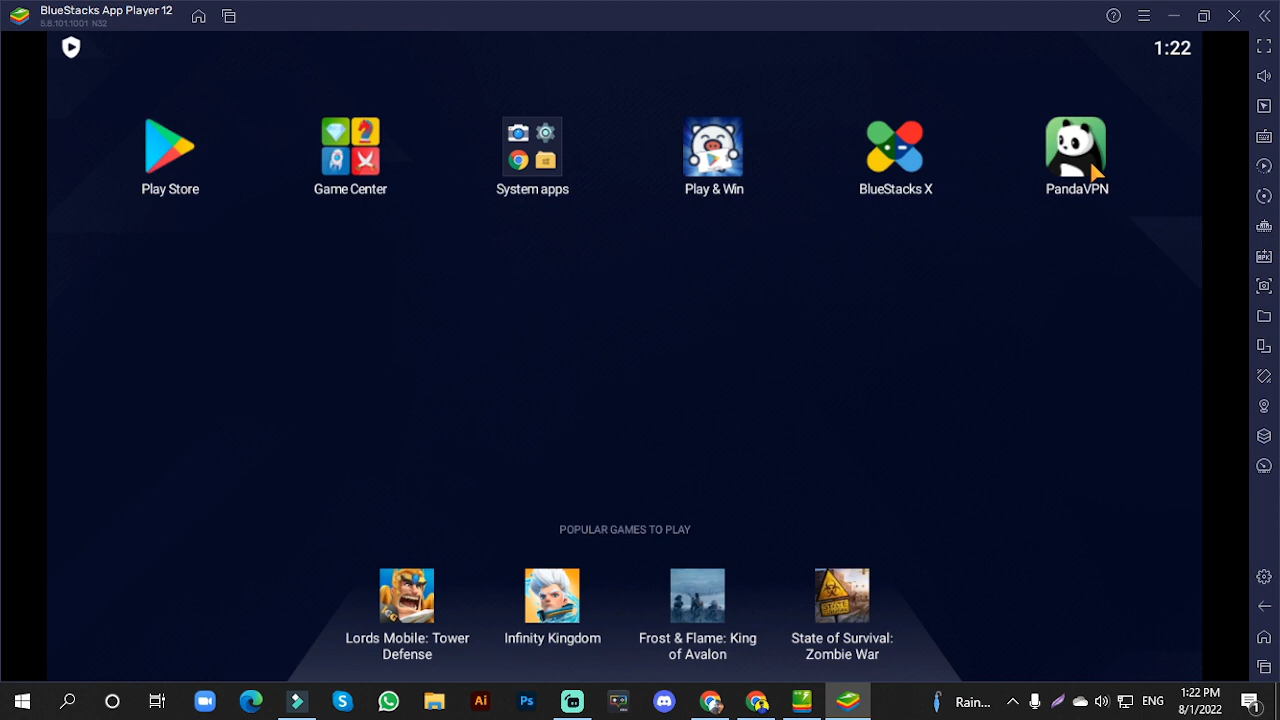 BlueStacks App Player 12
5.8.101.1001 N32
1:22
Play Store
Game Center
System apps
Play & Win
BlueStacks X
PandaVPN
POPULAR GAMES TO PLAY
Lords Mobile: Tower
Defense
Infinity Kingdom
Frost & Flame: King
of Avalon
State of Survival:
Zombie War
Ai
Ps
Rain...
ENG
1:22 PM
8/1/2022